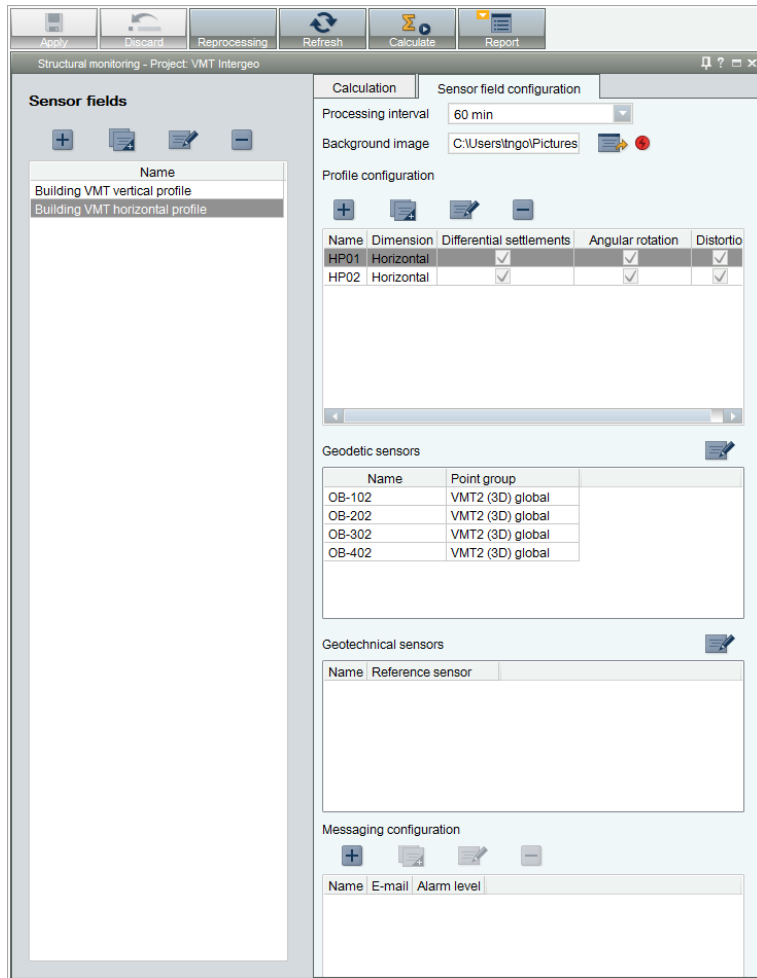 Apply Discard Reprocessing Refresh Calculate Report
Structural monitoring - Project: VMT Intergeo
Sensor fields
Name
Building VMT vertical profile
Building VMT horizontal profile
Calculation Sensor field configuration
Processing interval 60 min
Background image C:\Users\tngo\Pictures
Profile configuration
Name Dimension Differential settlements Angular rotation Distortio
HP01 Horizontal
HP02 Horizontal
Geodetic sensors
Name Point group
OB-102 VMT2 (3D) global
OB-202 VMT2 (3D) global
OB-302 VMT2 (3D) global
OB-402 VMT2 (3D) global
Geotechnical sensors
Name Reference sensor
Messaging configuration
Name E-mail Alarm level